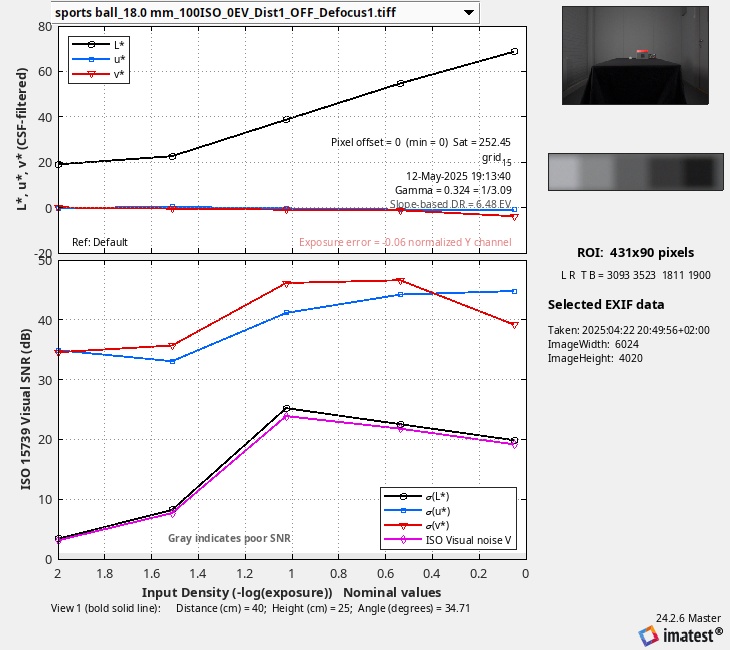 sports ball_18.0 mm_100ISO_0EV_Dist1_OFF_Defocus1.tiff
80
60
40
20
0
-20
L*, u*, v* (CSF-filtered)
L*
u*
v*
Pixel offset = 0 (min = 0) Sat = 252.45
grid15
12-May-2025 19:13:40
Gamma = 0.324 = 1/3.09
Slope-based DR = 6.48 EV
Ref: Default
Exposure error = -0.06 normalized Y channel
50
40
30
20
10
0
ISO 15739 Visual SNR (dB)
σ(L*)
σ(u*)
σ(v*)
ISO Visual noise V
Gray indicates poor SNR
2 1.8 1.6 1.4 1.2 1 0.8 0.6 0.4 0.2 0
Input Density (-log(exposure)) Nominal values
View 1 (bold solid line): Distance (cm) = 40; Height (cm) = 25; Angle (degrees) = 34.71
ROI: 431x90 pixels
L R T B = 3093 3523 1811 1900
Selected EXIF data
Taken: 2025:04:22 20:49:56+02:00
ImageWidth: 6024
ImageHeight: 4020
24.2.6 Master
imatest®